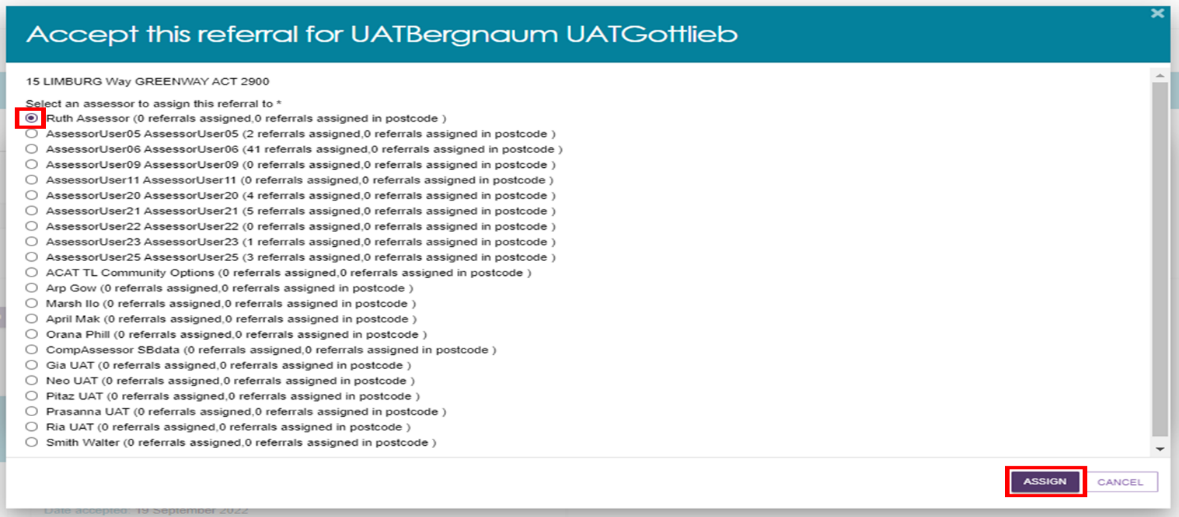 Accept this referral for UATBergnaum UATGottlieb
15 LIMBURG Way GREENWAY ACT 2900
Select an assessor to assign this referral to *
Ruth Assessor (0 referrals assigned,0 referrals assigned in postcode )
AssessorUser05 AssessorUser05 (2 referrals assigned,0 referrals assigned in postcode )
AssessorUser06 AssessorUser06 (41 referrals assigned,0 referrals assigned in postcode )
AssessorUser09 AssessorUser09 (0 referrals assigned,0 referrals assigned in postcode )
AssessorUser11 AssessorUser11 (0 referrals assigned,0 referrals assigned in postcode )
AssessorUser20 AssessorUser20 (4 referrals assigned,0 referrals assigned in postcode )
AssessorUser21 AssessorUser21 (5 referrals assigned,0 referrals assigned in postcode )
AssessorUser22 AssessorUser22 (0 referrals assigned,0 referrals assigned in postcode )
AssessorUser23 AssessorUser23 (1 referrals assigned,0 referrals assigned in postcode )
AssessorUser25 AssessorUser25 (3 referrals assigned,0 referrals assigned in postcode )
ACAT TL Community Options (0 referrals assigned,0 referrals assigned in postcode )
Arp Gow (0 referrals assigned,0 referrals assigned in postcode )
Marsh Ilo (0 referrals assigned,0 referrals assigned in postcode )
April Mak (0 referrals assigned,0 referrals assigned in postcode )
Orana Phill (0 referrals assigned,0 referrals assigned in postcode )
CompAssessor SBdata (0 referrals assigned,0 referrals assigned in postcode )
Gia UAT (0 referrals assigned,0 referrals assigned in postcode )
Neo UAT (0 referrals assigned,0 referrals assigned in postcode )
Pitaz UAT (0 referrals assigned,0 referrals assigned in postcode )
Prasanna UAT (0 referrals assigned,0 referrals assigned in postcode )
Ria UAT (0 referrals assigned,0 referrals assigned in postcode )
Smith Walter (0 referrals assigned,0 referrals assigned in postcode )
ASSIGN CANCEL
Date accepted: 19 September 2022